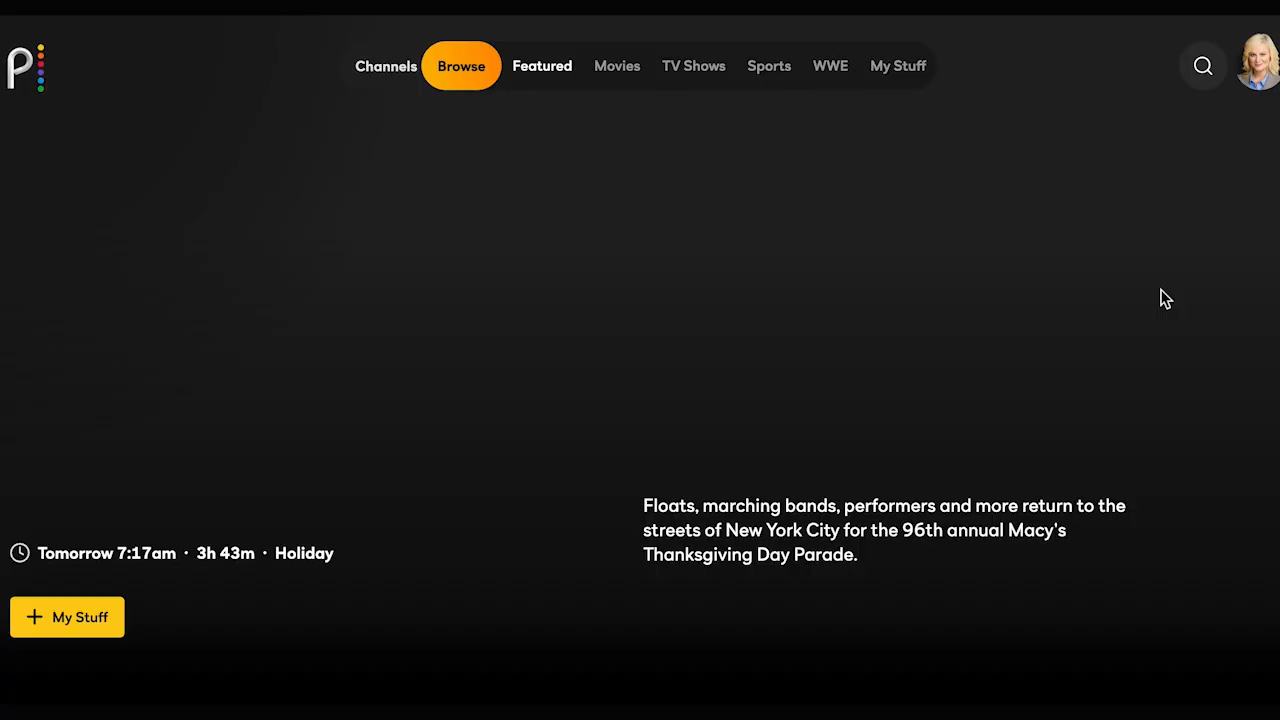 Channels Browse Featured Movies TV Shows Sports WWE My Stuff
Floats, marching bands, performers and more return to the
streets of New York City for the 96th annual Macy's
Thanksgiving Day Parade.
Tomorrow 7:17am · 3h 43m · Holiday
+ My Stuff